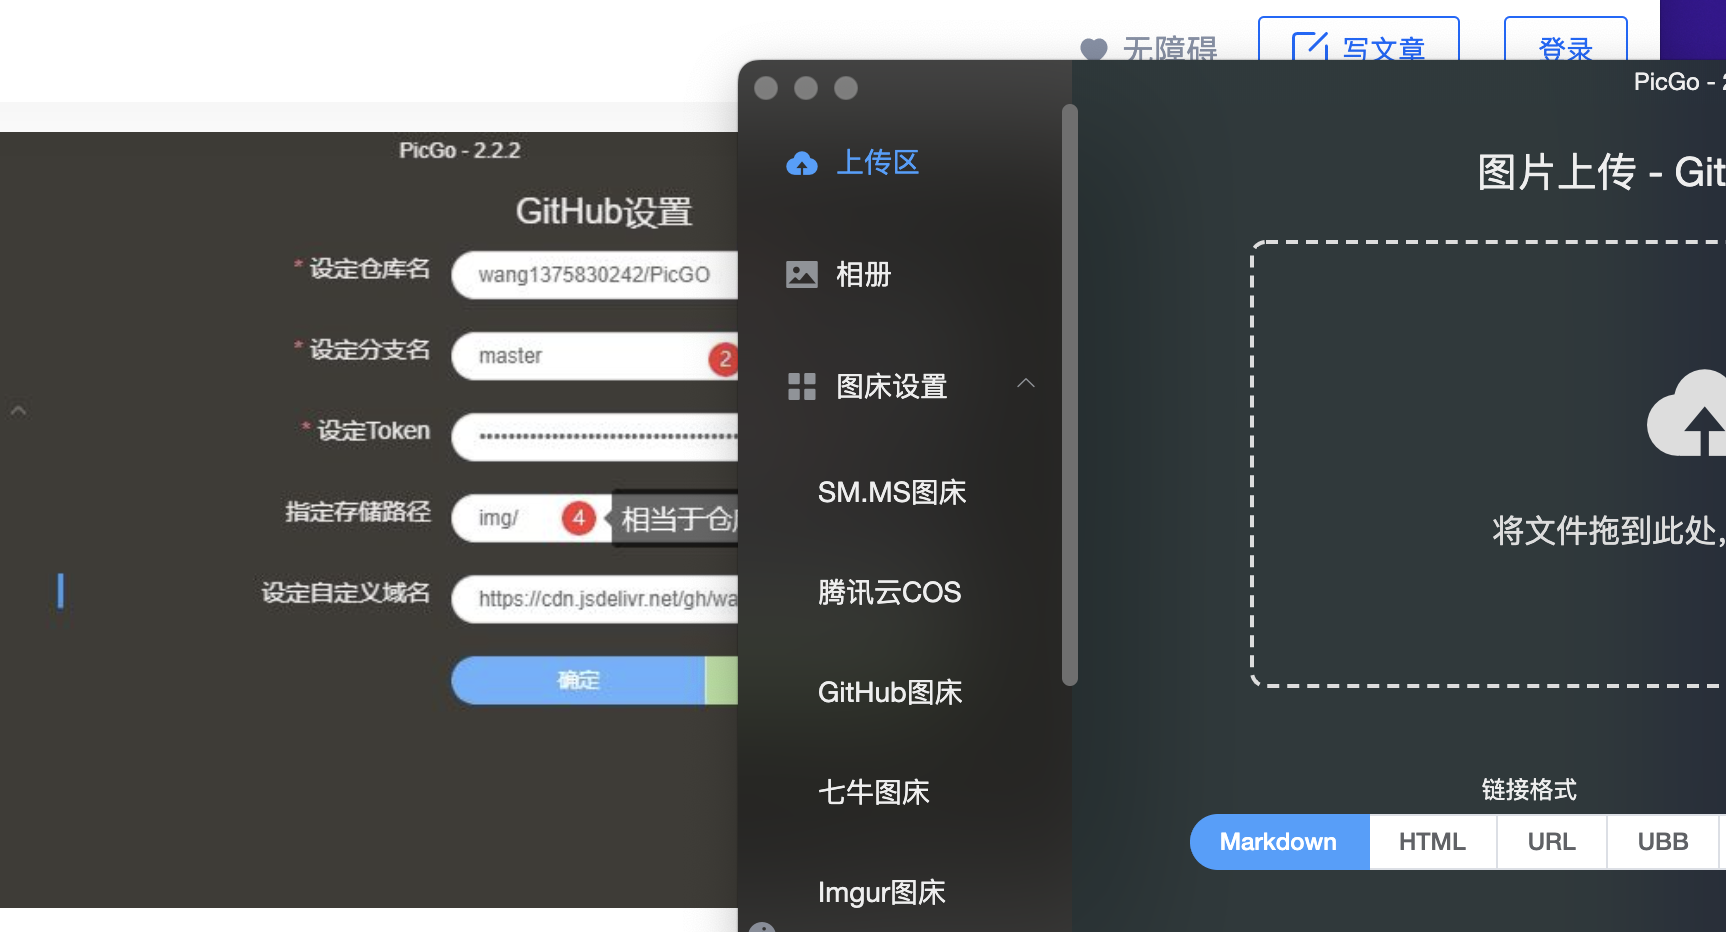 无障碍
写文章
登录
PicGo - 2.2.2
GitHub设置
* 设定仓库名
wang1375830242/PicGO
* 设定分支名
master
2
* 设定Token
指定存储路径
img/
4
相当于仓
设定自定义域名
https://cdn.jsdelivr.net/gh/wa
确定
PicGo -
上传区
相册
图床设置
SM.MS图床
腾讯云COS
GitHub图床
七牛图床
Imgur图床
图片上传 - Git
将文件拖到此处,
链接格式
Markdown
HTML
URL
UBB